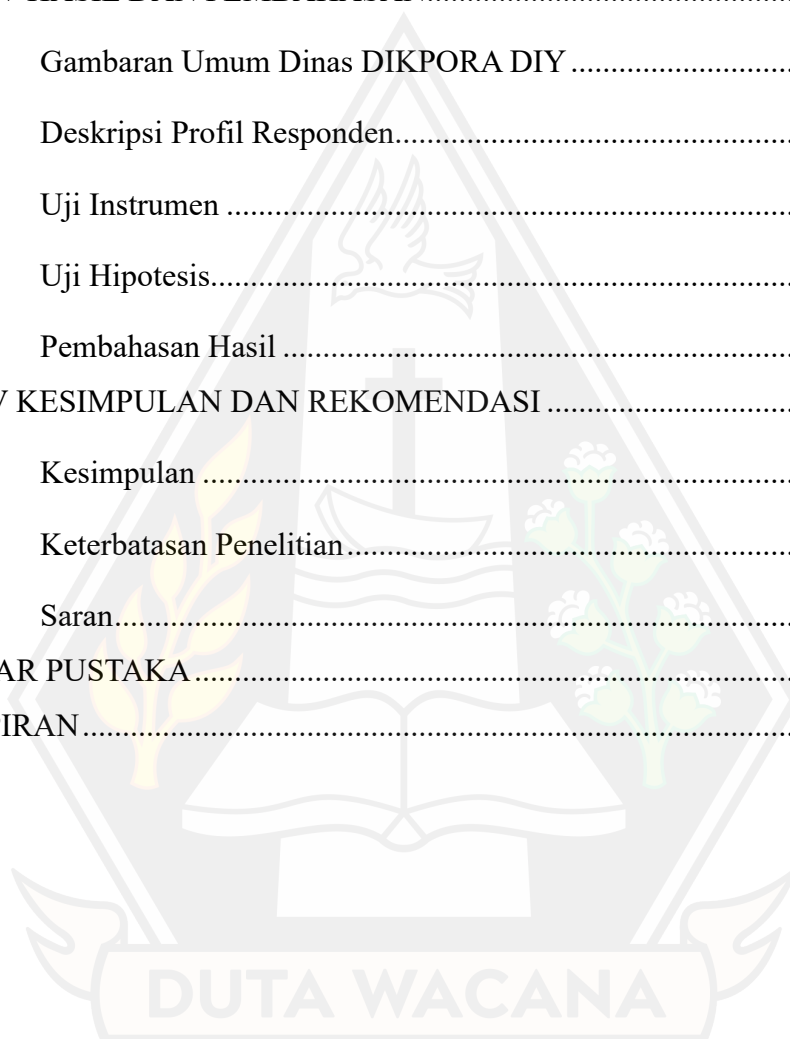 Gambaran Umum Dinas DIKPORA DIY ...................................
Deskripsi Profil Responden...............................................................
Uji Instrumen ....................................................................................
Uji Hipotesis......................................................................................
Pembahasan Hasil .............................................................................
KESIMPULAN DAN REKOMENDASI .....................................
Kesimpulan .......................................................................................
Keterbatasan Penelitian.....................................................................
Saran..................................................................................................
AR PUSTAKA.........................................................................................
IRAN........................................................................................................
DUTA WACANA